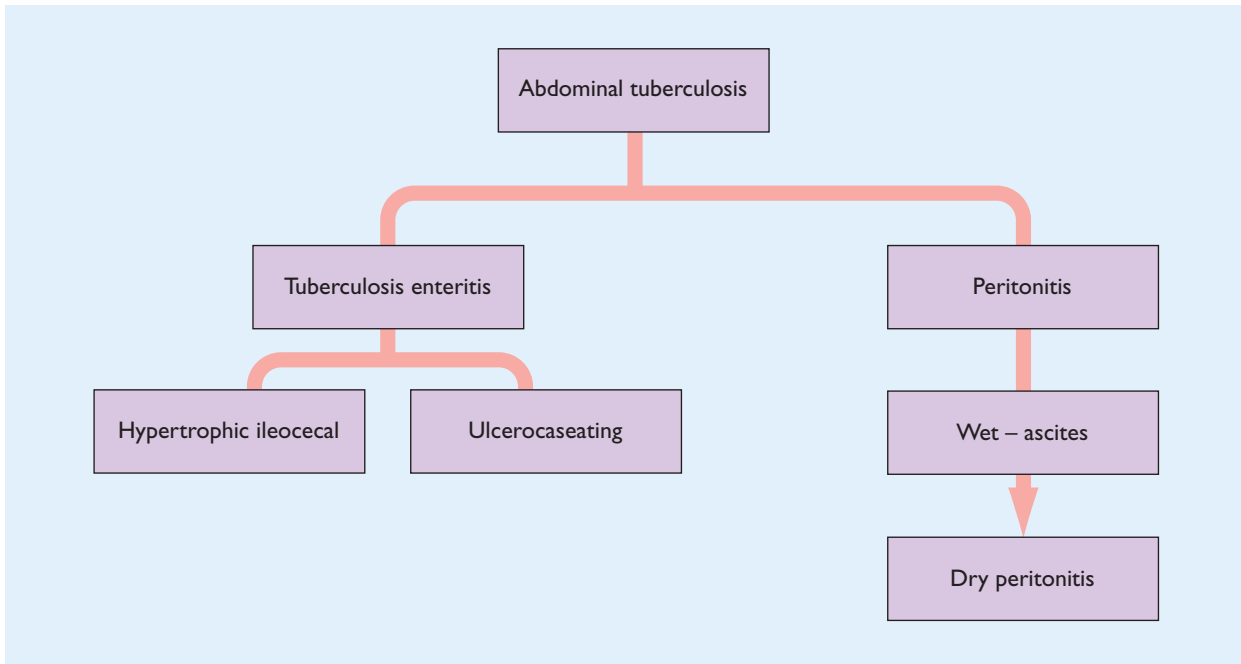 Abdominal tuberculosis
Tuberculosis enteritis
Peritonitis
Hypertrophic ileocecal
Ulcerocaseating
Wet – ascites
Dry peritonitis